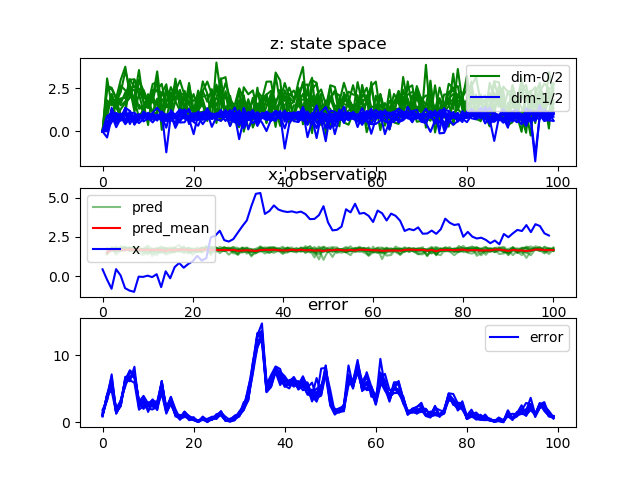 z: state space
dim-0/2
dim-1/2
2.5
0.0
0 20 40 60 80 100
x: observation
pred
pred_mean
x
5.0
2.5
0.0
0 20 40 60 80 100
error
error
10
0
0 20 40 60 80 100